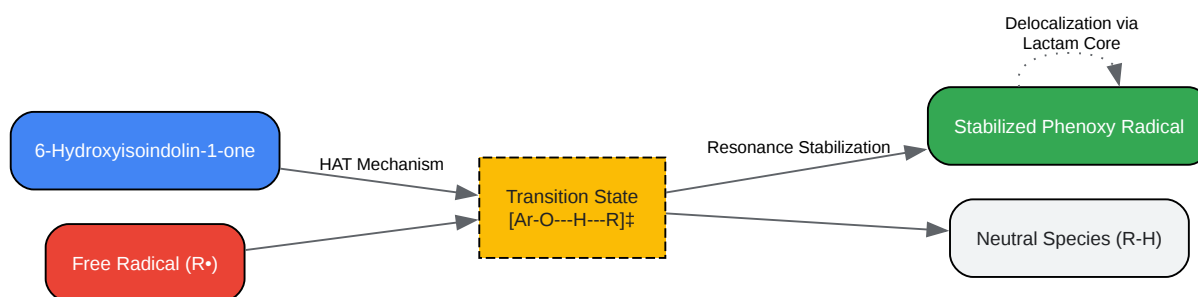 Delocalization via
Lactam Core
6-Hydroxyisoindolin-1-one
HAT Mechanism
Free Radical (R•)
Transition State
[Ar-O---H---R]‡
Resonance Stabilization
Stabilized Phenoxy Radical
Neutral Species (R-H)